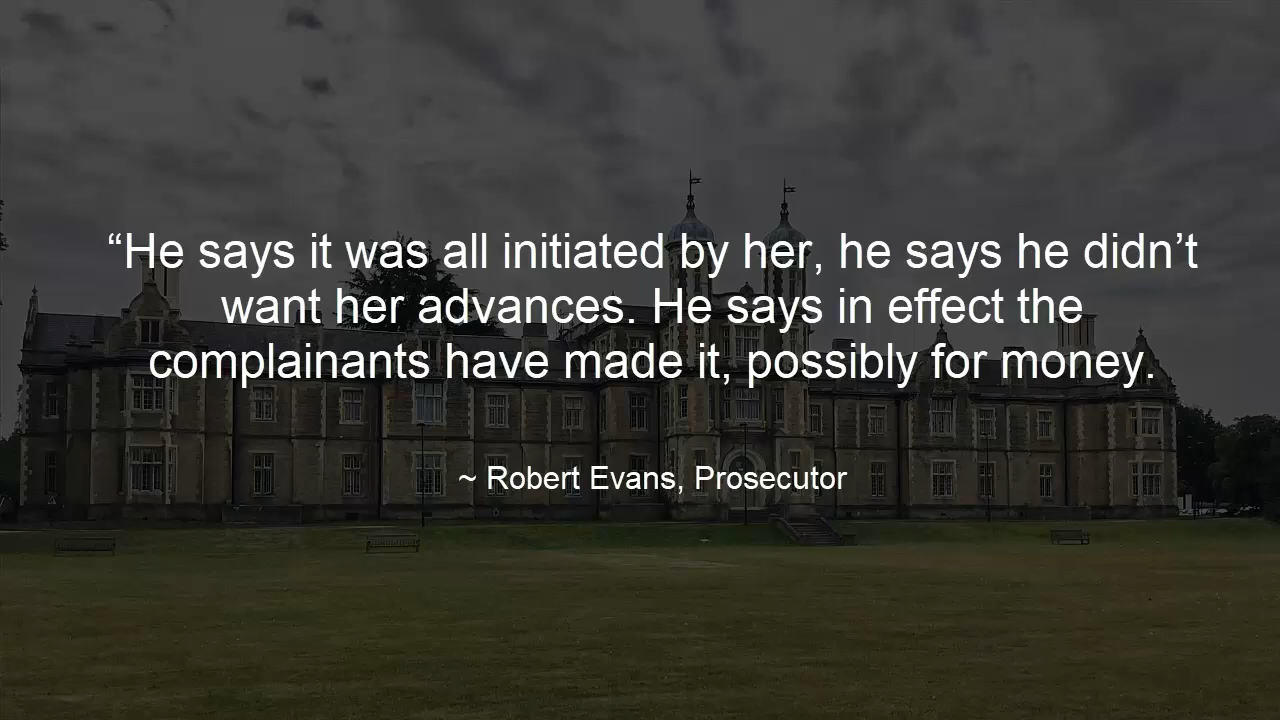 “He says it was all initiated by her, he says he didn’t
want her advances. He says in effect the
complainants have made it, possibly for money.
~ Robert Evans, Prosecutor